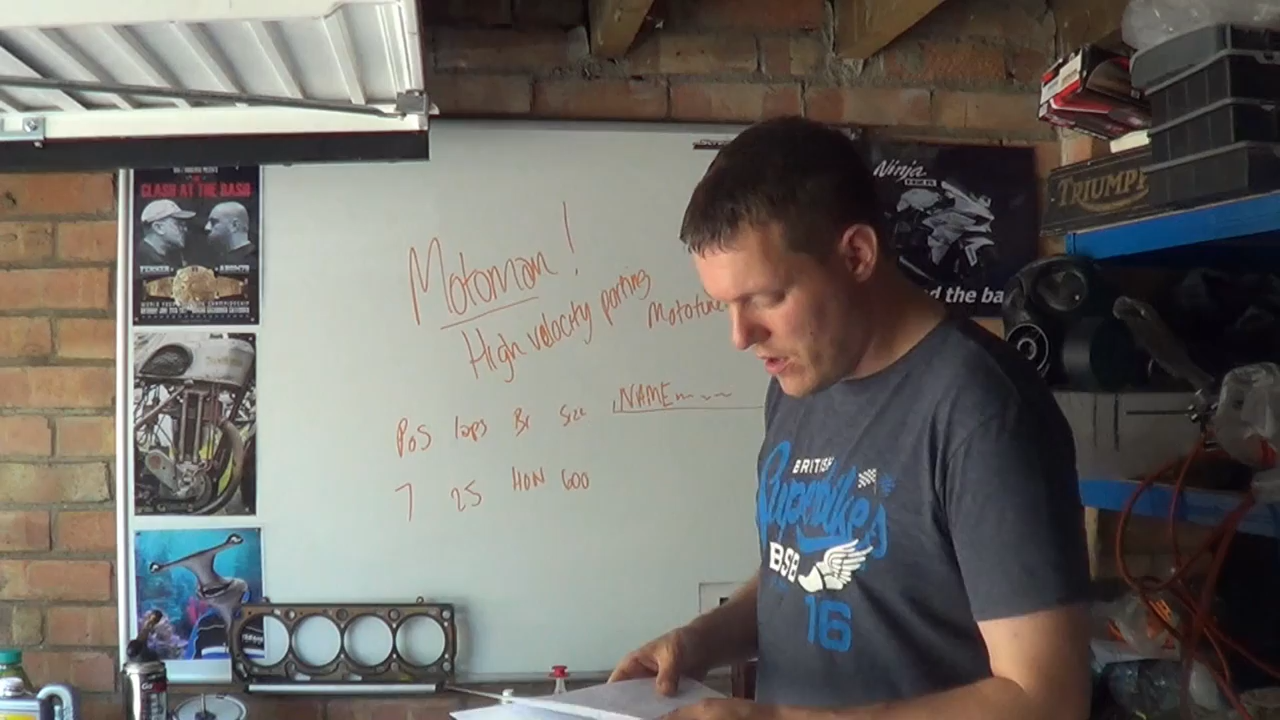 CLASH AT THE BASH
Motoman!
High velocity porting
Mototune
POS laps Br Size NAME
7 25 HON 600
Ninja
d the ba
TRIUMP
BRITISH
Superbikes
BSB
16